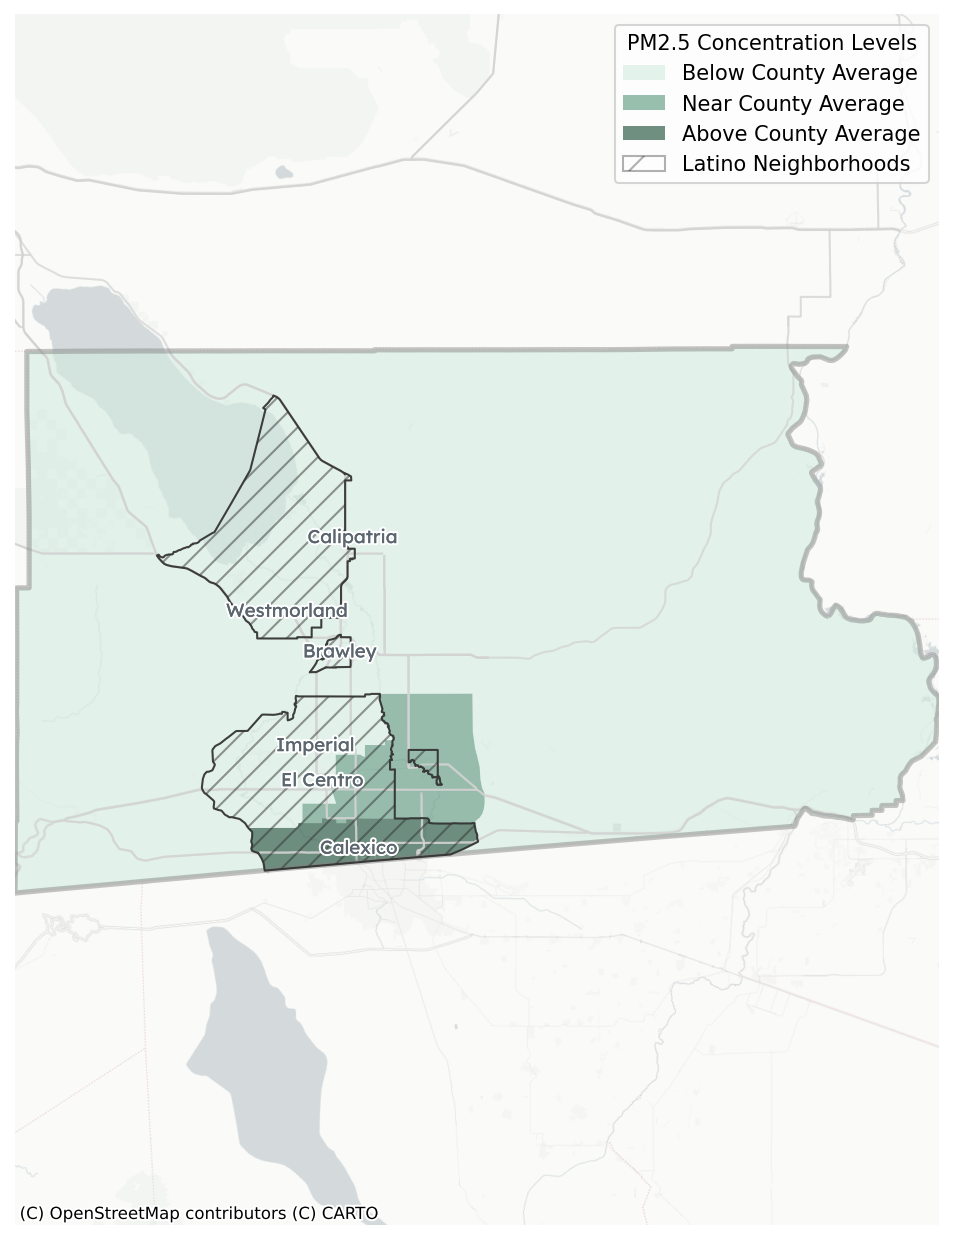 PM2.5 Concentration Levels
Below County Average
Near County Average
Above County Average
Latino Neighborhoods
Calipatria
Westmorland
Brawley
Imperial
El Centro
Calexico
(C) OpenStreetMap contributors (C) CARTO